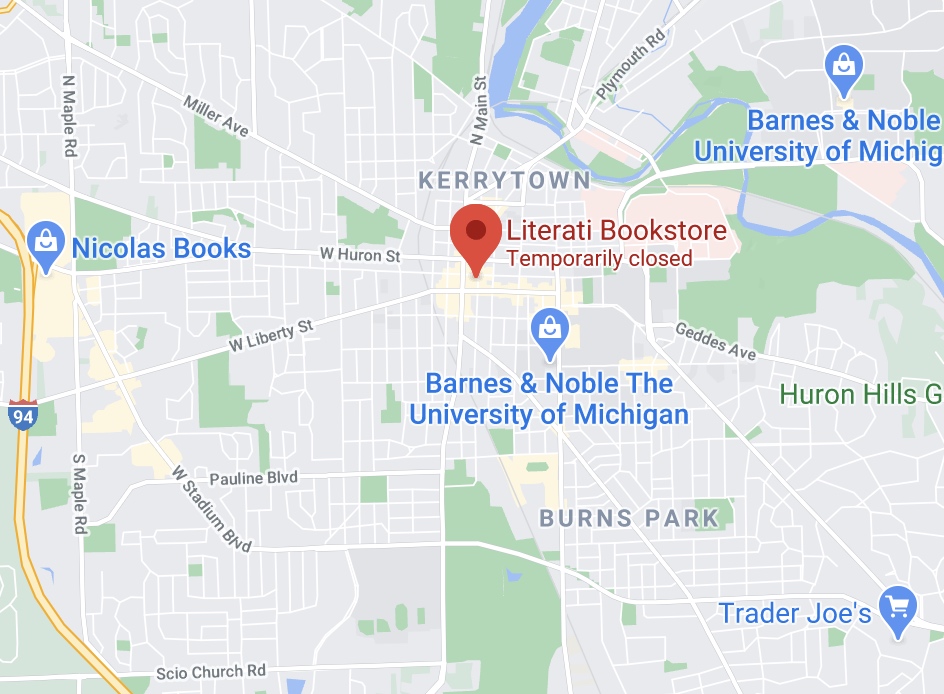 Plymouth Rd
N Maple Rd
Miller Ave
N Main St
Barnes & Noble
University of Michig
KERRYTOWN
Literati Bookstore
Temporarily closed
Nicolas Books
W Huron St
W Liberty St
Geddes Ave
Barnes & Noble The
University of Michigan
Huron Hills G
94
S Maple Rd
Pauline Blvd
W Stadium Blvd
BURNS PARK
Trader Joe's
Scio Church Rd